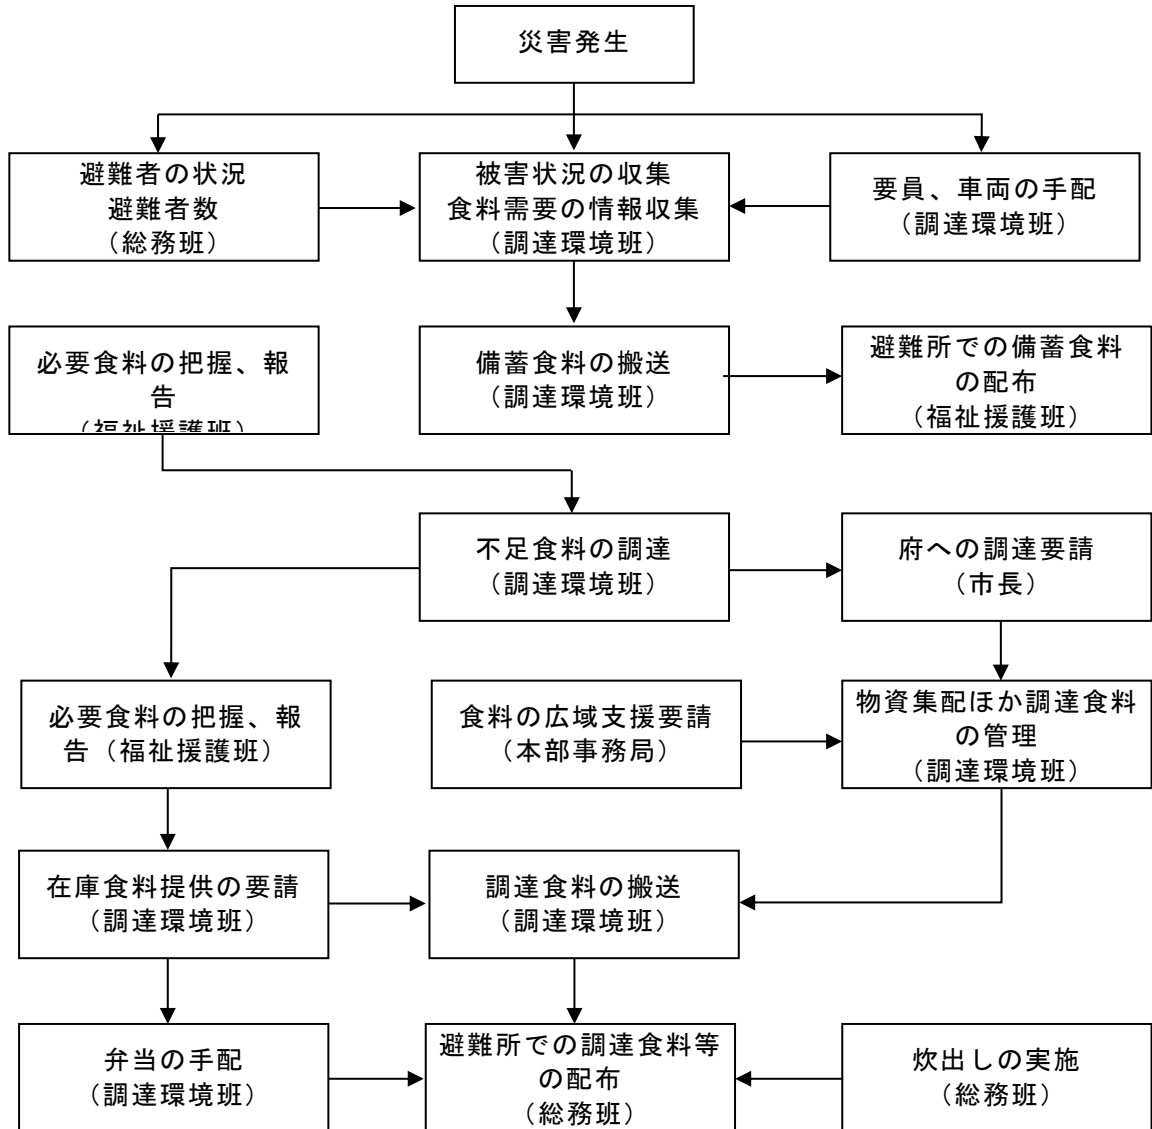 災害発生
避難者の状況
避難者数
（総務班）
被害状況の収集
食料需要の情報収集
（調達環境班）
要員、車両の手配
（調達環境班）
必要食料の把握、報
告
（福祉援護班）
備蓄食料の搬送
（調達環境班）
避難所での備蓄食料
の配布
（福祉援護班）
不足食料の調達
（調達環境班）
府への調達要請
（市長）
必要食料の把握、報
告（福祉援護班）
食料の広域支援要請
（本部事務局）
物資集配ほか調達食料
の管理
（調達環境班）
在庫食料提供の要請
（調達環境班）
調達食料の搬送
（調達環境班）
弁当の手配
（調達環境班）
避難所での調達食料等
の配布
（総務班）
炊出しの実施
（総務班）